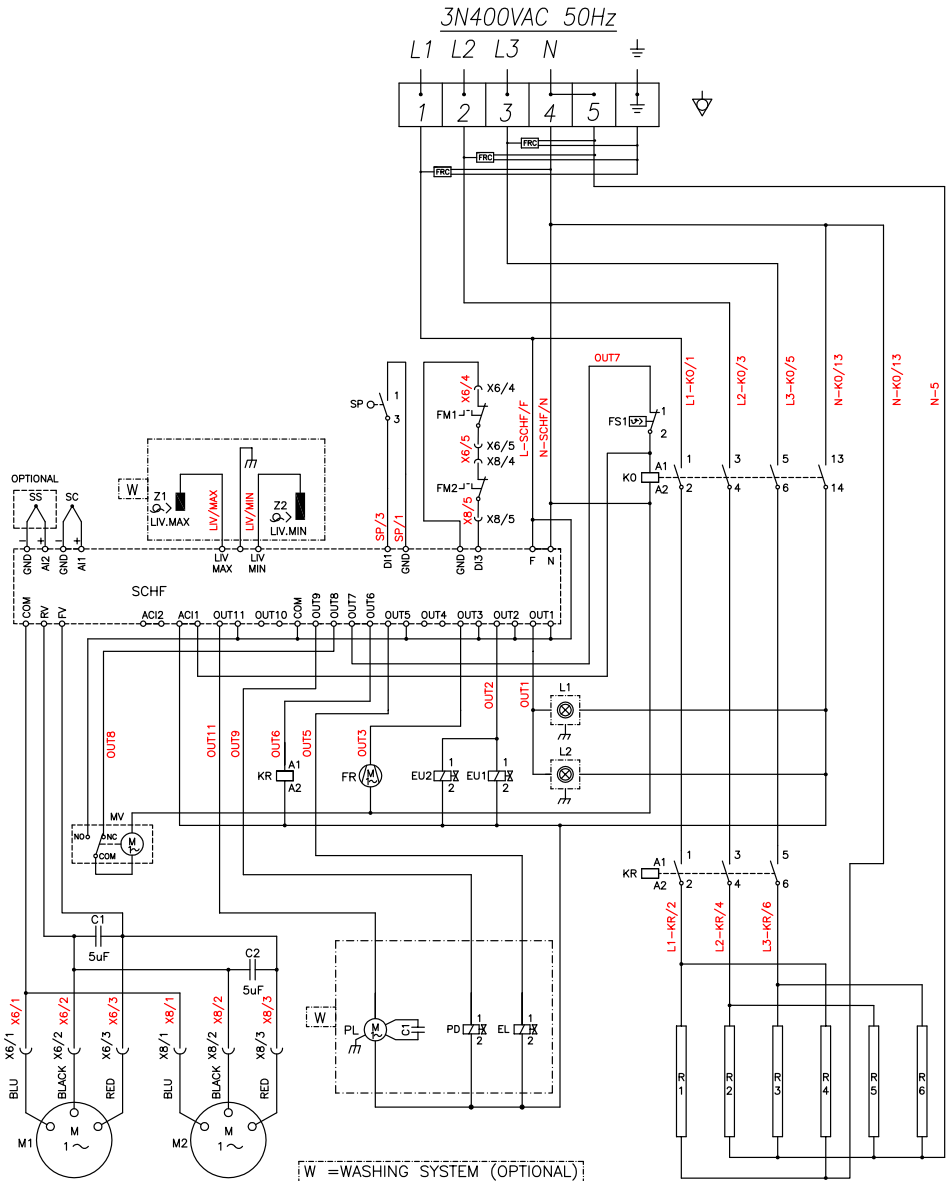 3N400VAC 50Hz
L1 L2 L3 N
1 2 3 4 5
FRC
FRC
FRC
OUT7
L1-K0/1
L2-K0/3
L3-K0/5
N-K0/13
N-K0/13
N-5
L-SCHF/F
N-SCHF/N
SP
1
3
SP/3
SP/1
X6/4
X6/4
FM1
X6/5
X6/5
X8/4
FM2
X8/5
X8/5
FS1
1
2
K0
A1
A2
1
2
3
4
5
6
13
14
OPTIONAL
SS SC
W
Z1
LIV.MAX
LIV/MAX
LIV/MIN
Z2
LIV.MIN
- + - +
GND AI2 GND AI1
LIV MAX
LIV MIN
DI1 GND
GND DI3
F N
SCHF
COM RV FV ACI2 ACI1 OUT11 OUT10 COM OUT9 OUT8 OUT7 OUT6 OUT5 OUT4 OUT3 OUT2 OUT1
OUT8
OUT11
OUT9
OUT6
OUT5
OUT3
OUT2
OUT1
L1
L2
KR
A1
A2
FR
M
1~
EU2
1
2
EU1
1
2
MV
NO
NC
COM
M
1~
KR
A1
A2
1
2
3
4
5
6
L1-KR/2
L2-KR/4
L3-KR/6
C1
5uF
C2
5uF
X6/1
X6/2
X6/3
X8/1
X8/2
X8/3
X6/1
X6/2
X6/3
X8/1
X8/2
X8/3
BLU
BLACK
RED
BLU
BLACK
RED
M1
M
1~
M2
M
1~
W
PL
M
1~
C1
PD
1
2
EL
1
2
R1
R2
R3
R4
R5
R6
W =WASHING SYSTEM (OPTIONAL)